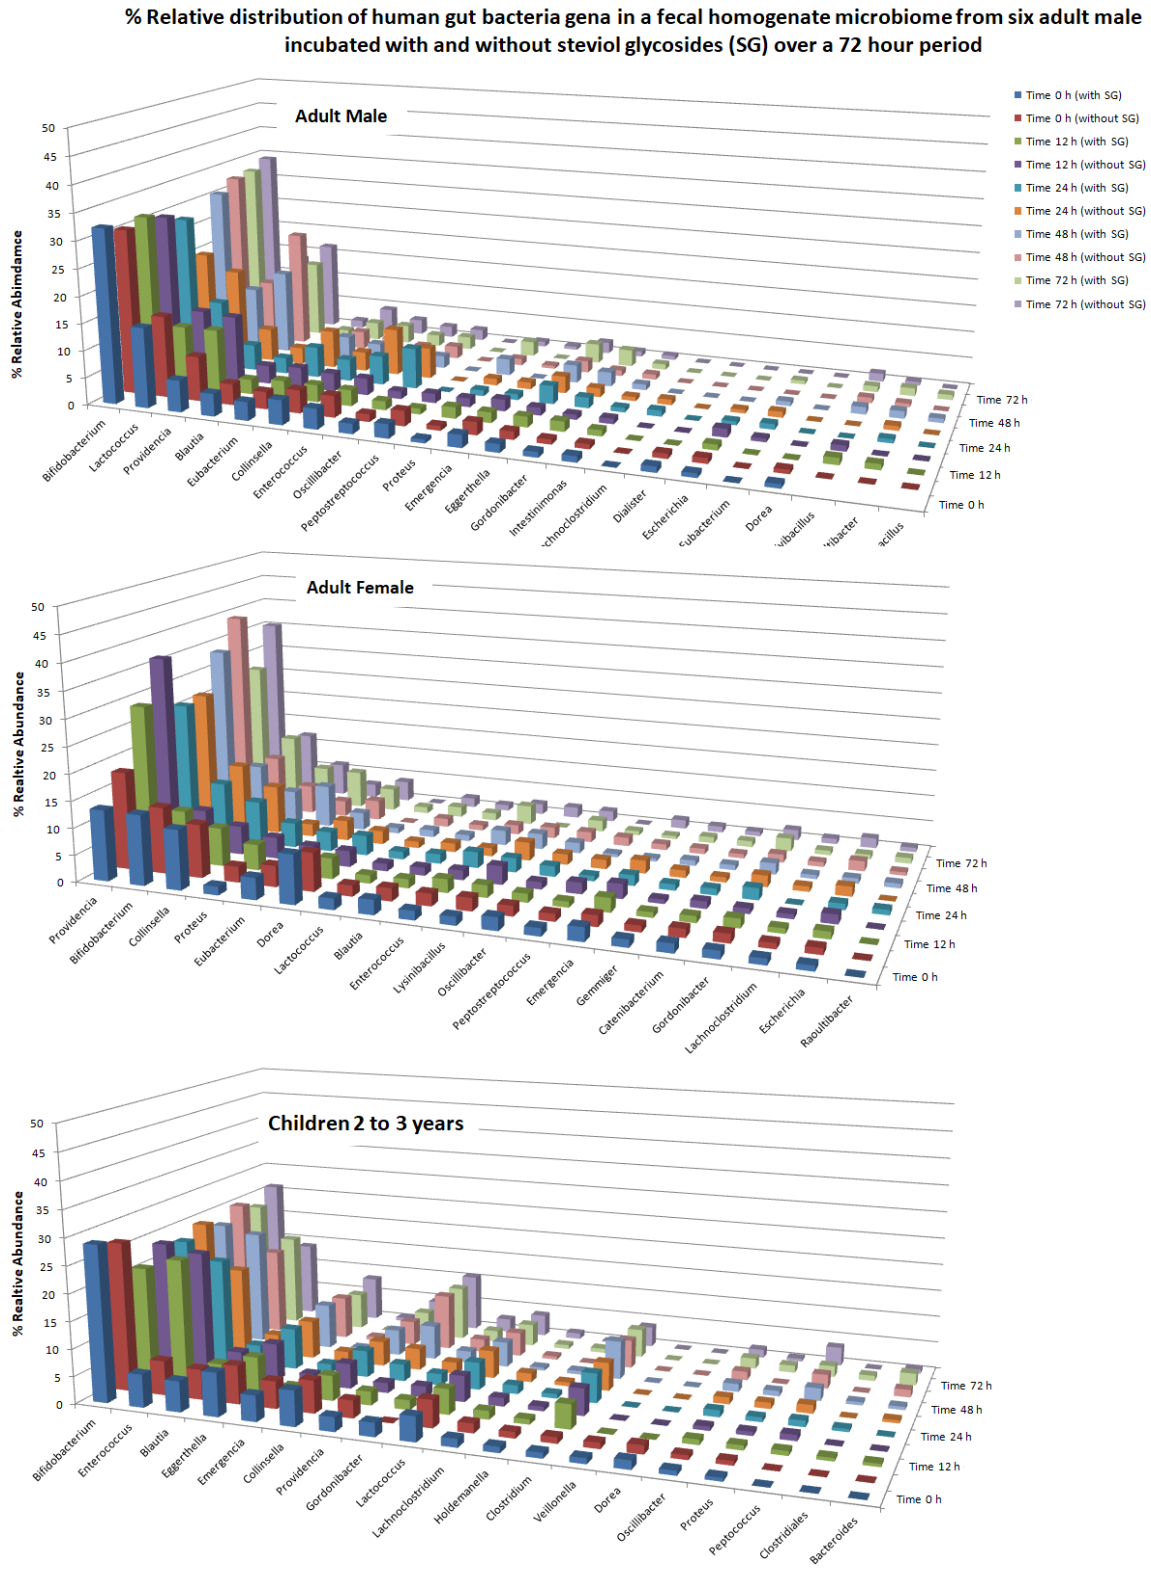 % Relative distribution of human gut bacteria gena in a fecal homogenate microbiome from six adult male
incubated with and without steviol glycosides (SG) over a 72 hour period
Adult Male
Time 0 h (with SG)
Time 0 h (without SG)
Time 12 h (with SG)
Time 12 h (without SG)
Time 24 h (with SG)
Time 24 h (without SG)
Time 48 h (with SG)
Time 48 h (without SG)
Time 72 h (with SG)
Time 72 h (without SG)
% Relative Abimdamce
50
45
40
35
30
25
20
15
10
5
0
Bifidobacterium
Lactococcus
Providencia
Blautia
Eubacterium
Collinsella
Enterococcus
Oscillibacter
Peptostreptococcus
Proteus
Emergencia
Eggerthella
Gordonibacter
Intestinimonas
achnoclostridium
Dialister
Escherichia
Eubacterium
Dorea
Time 72 h
Time 48 h
Time 24 h
Time 12 h
Time 0 h
Adult Female
% Realtive Abundance
50
45
40
35
30
25
20
15
10
5
0
Providencia
Bifidobacterium
Collinsella
Proteus
Eubacterium
Dorea
Lactococcus
Blautia
Enterococcus
Lysinibacillus
Oscillibacter
Peptostreptococcus
Emergencia
Gemmiger
Catenibacterium
Gordonibacter
Lachnoclostridium
Escherichia
Raoultibacter
Time 72 h
Time 48 h
Time 24 h
Time 12 h
Time 0 h
Children 2 to 3 years
% Realtive Abundance
50
45
40
35
30
25
20
15
10
5
0
Bifidobacterium
Enterococcus
Blautia
Eggerthella
Emergencia
Collinsella
Providencia
Gordonibacter
Lactococcus
Lachnoclostridium
Holdemanella
Clostridium
Veillonella
Dorea
Oscillibacter
Proteus
Peptococcus
Clostridiales
Bacteroides
Time 72 h
Time 48 h
Time 24 h
Time 12 h
Time 0 h